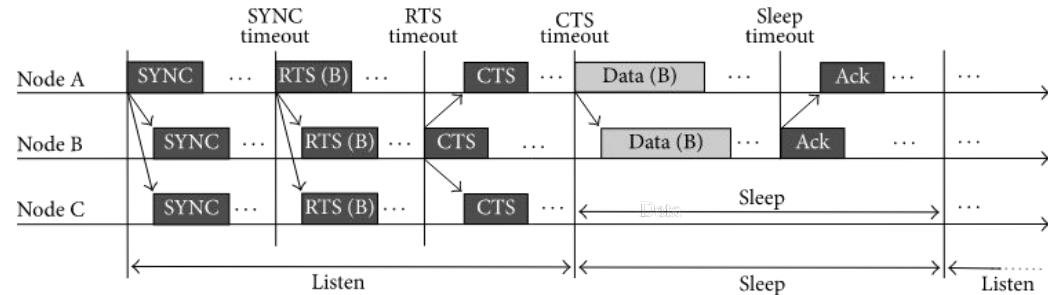 SYNC timeout
RTS timeout
CTS timeout
Sleep timeout
Node A
SYNC
...
RTS (B)
...
CTS
...
Data (B)
...
Ack
...
...
Node B
SYNC
...
RTS (B)
...
CTS
...
Data (B)
...
Ack
...
...
Node C
SYNC
...
RTS (B)
...
CTS
...
Sleep
...
Listen
Sleep
Listen